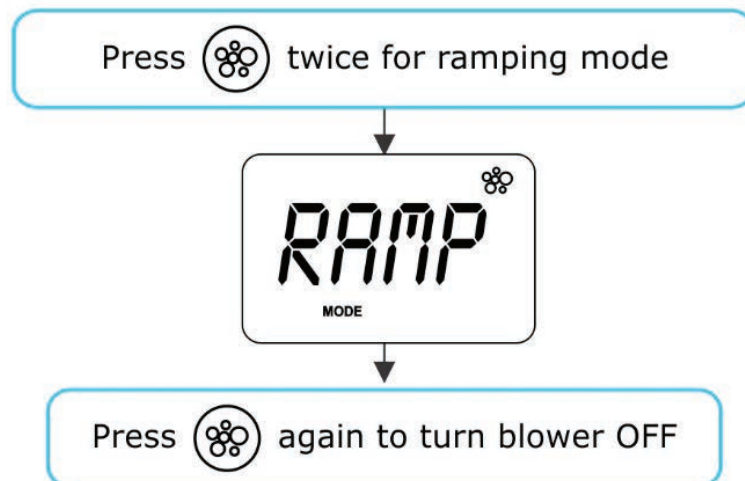 Press twice for ramping mode
RAMP
MODE
Press again to turn blower OFF